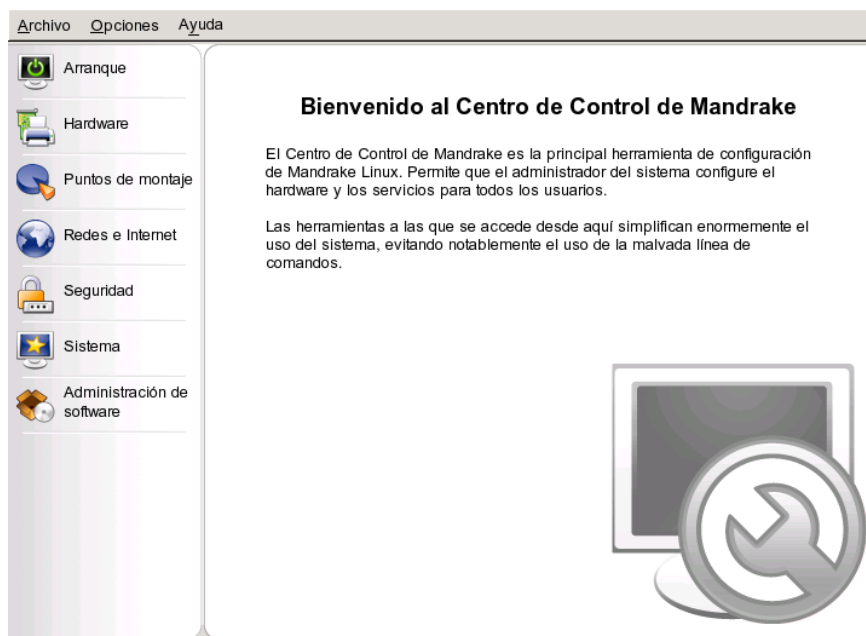 Archivo Opciones Ayuda
Arranque
Hardware
Puntos de montaje
Redes e Internet
Seguridad
Sistema
Administración de
software
Bienvenido al Centro de Control de Mandrake
El Centro de Control de Mandrake es la principal herramienta de configuración
de Mandrake Linux. Permite que el administrador del sistema configure el
hardware y los servicios para todos los usuarios.
Las herramientas a las que se accede desde aquí simplifican enormemente el
uso del sistema, evitando notablemente el uso de la malvada línea de
comandos.